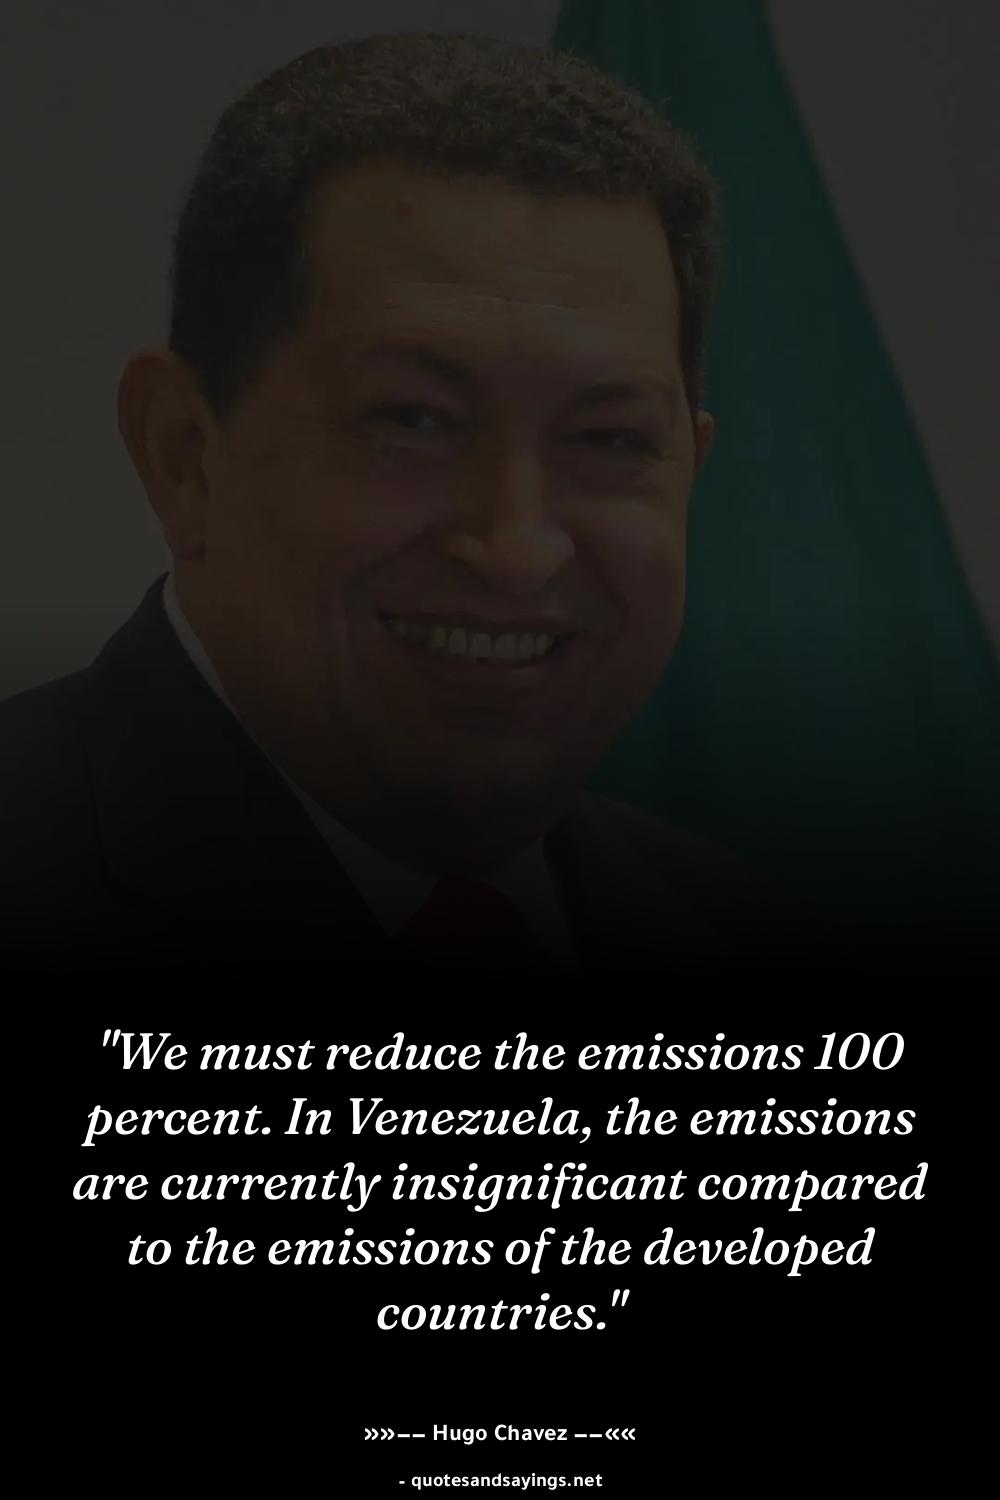 "We must reduce the emissions 100
percent. In Venezuela, the emissions
are currently insignificant compared
to the emissions of the developed
countries."
»»−− Hugo Chavez −−««
- quotesandsayings.net